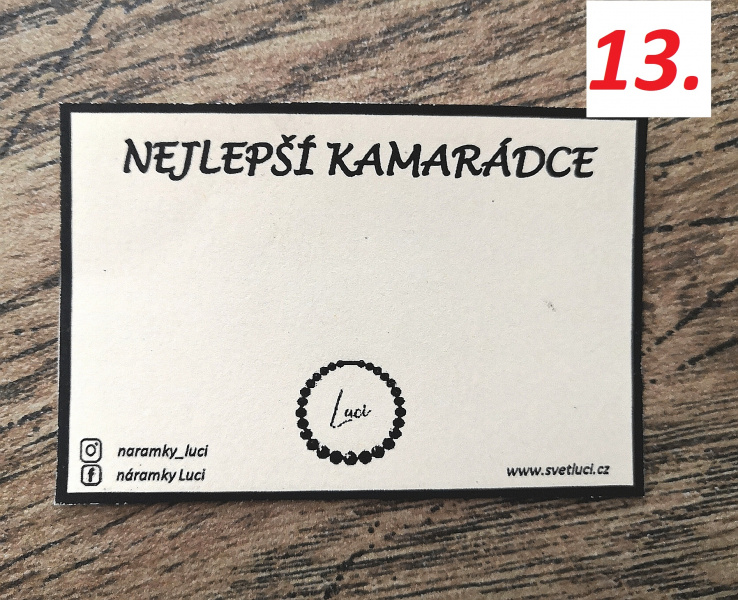 13.
NEJLEPŠÍ KAMARÁDCE
Luci
naramky_luci
náramky Luci
www.svetluci.cz